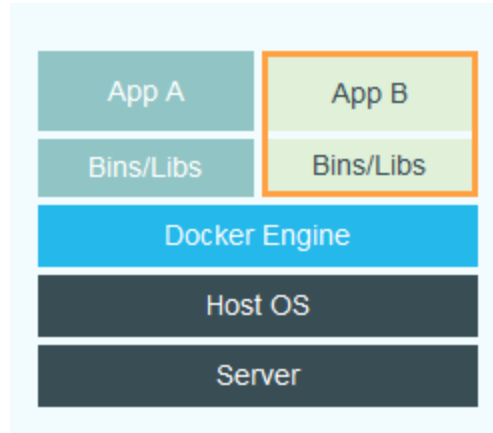 App A
App B
Bins/Libs
Bins/Libs
Docker Engine
Host OS
Server